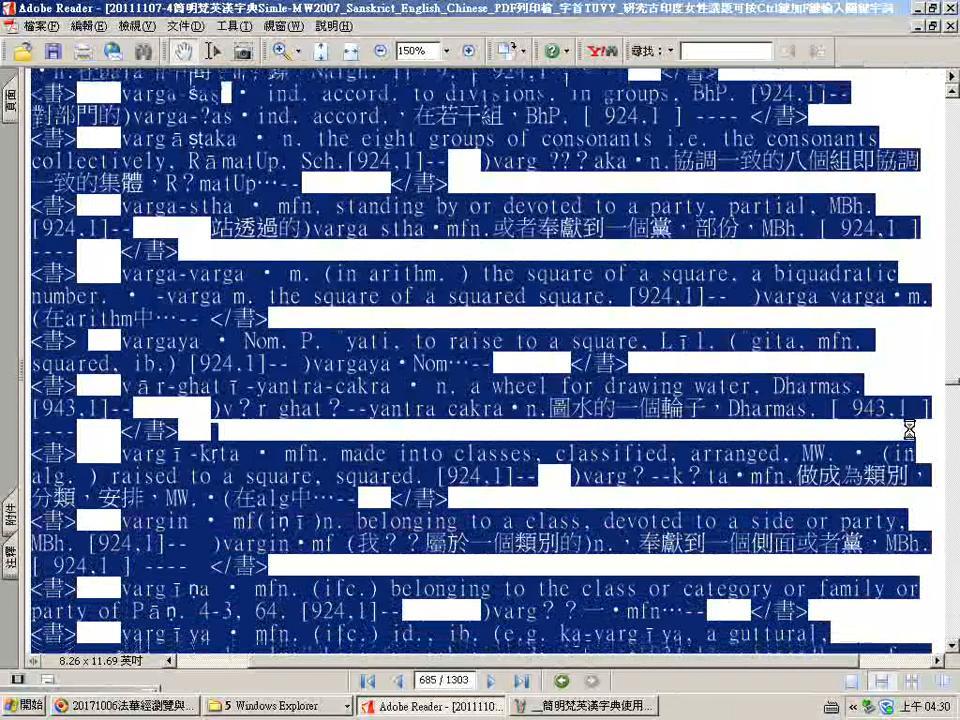 Adobe Reader - [20111107-4簡明梵英漢字典Simle-MW2007_Sanskrict_English_Chinese_PDF列印檔_字首TUVY_研究古印度女性議題可按Ctrl鍵加F鍵輸入關鍵字詞
檔案(F) 編輯(E) 檢視(V) 文件(D) 工具(T) 視窗(W) 說明(H)
150% Y! 尋找：
頁面
<書> varga-śas • ind. accord. to divisions, in groups, BhP. [924,1]--
對部門的)varga-?as•ind. accord.，在若干組，BhP. [ 924,1 ] ---- </書>
<書> vargāṣṭaka • n. the eight groups of consonants i.e. the consonants
collectively, RāmatUp. Sch.[924,1]-- )varg ???aka•n.協調一致的八個組即協調
一致的集體，R？matUp…-- </書>
<書> varga-stha • mfn. standing by or devoted to a party, partial, MBh.
[924,1]-- 站透過的)varga stha•mfn.或者奉獻到一個黨，部份，MBh. [ 924,1 ]
---- </書>
<書> varga-varga • m. (in arithm. ) the square of a square, a biquadratic
number. • -varga m. the square of a squared square. [924,1]-- )varga varga•m.
(在arithm中…-- </書>
<書> vargaya • Nom. P. ˚yati, to raise to a square, Līl. (˚gita, mfn.
squared, ib.) [924,1]-- )vargaya•Nom…-- </書>
<書> vār-ghatī-yantra-cakra • n. a wheel for drawing water, Dharmas.
[943,1]-- )v？r ghat？--yantra cakra•n.圖水的一個輪子，Dharmas. [ 943,1 ]
---- </書>
<書> vargī-kṛta • mfn. made into classes, classified, arranged, MW. • (in
alg. ) raised to a square, squared. [924,1]-- )varg？--k？ta•mfn.做成為類別，
分類，安排，MW.•(在alg中…-- </書>
<書> vargin • mf(iṇī)n. belonging to a class, devoted to a side or party,
MBh. [924,1]-- )vargin•mf (我？？屬於一個類別的)n.，奉獻到一個側面或者黨，MBh.
[ 924,1 ] ---- </書>
附件
注釋
<書> vargīṇa • mfn. (ifc.) belonging to the class or category or family or
party of Pāṇ. 4-3, 64. [924,1]-- )varg？？一•mfn…-- </書>
<書> vargīya • mfn. (ifc.) id., ib. (e.g. ka-vargīya, a guttural,
8.26 x 11.69 英吋
685 / 1303
開始 20171006法華經瀏覽與... 5 Windows Explorer Adobe Reader - [2011110... __簡明梵英漢字典使用... 上午 04:30